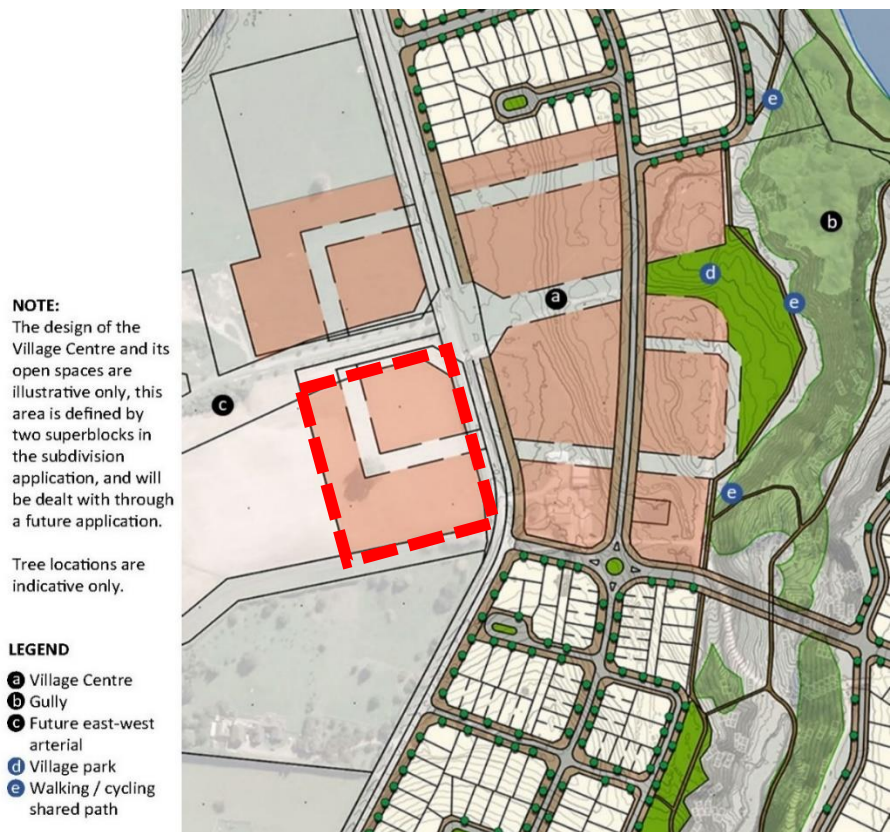 NOTE:
The design of the
Village Centre and its
open spaces are
illustrative only, this
area is defined by
two superblocks in
the subdivision
application, and will
be dealt with through
a future application.
Tree locations are
indicative only.
LEGEND
a Village Centre
b Gully
c Future east-west
arterial
d Village park
e Walking / cycling
shared path
e
b
d
e
a
c
e